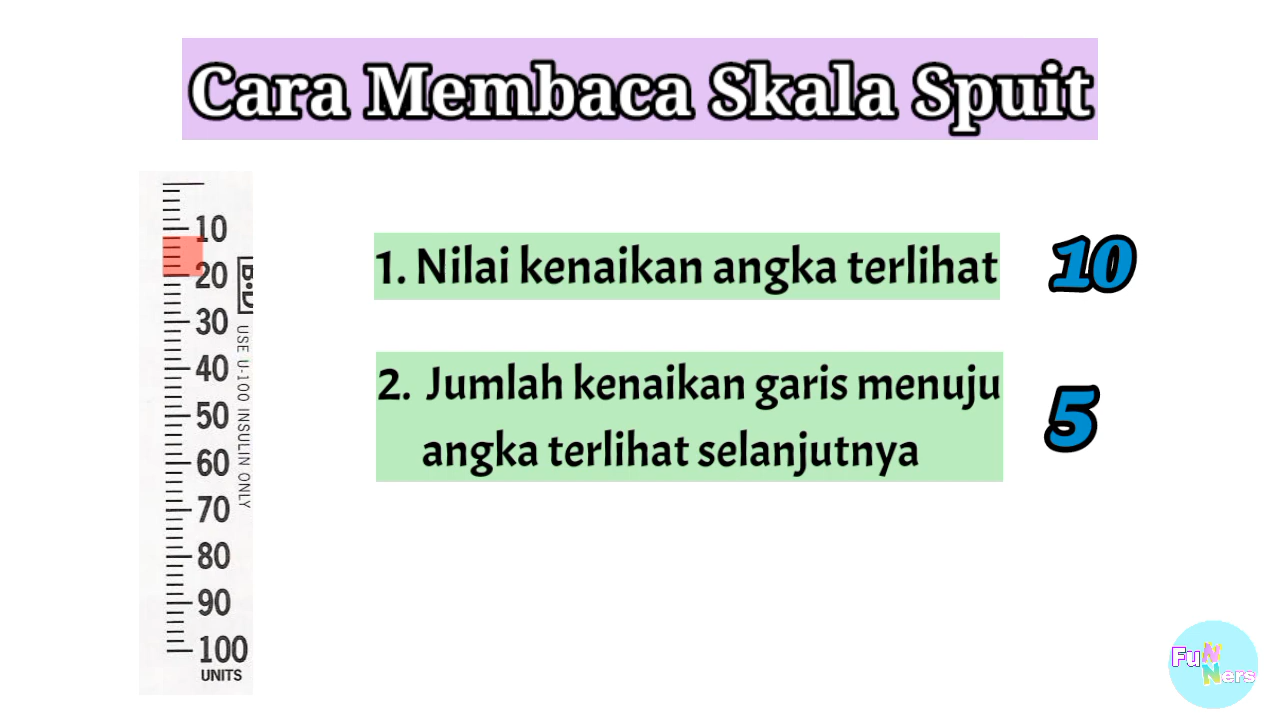 Cara Membaca Skala Spuit
10
20
30
40
50
60
70
80
90
100
UNITS
USE U-100 INSULIN ONLY
1. Nilai kenaikan angka terlihat
10
2. Jumlah kenaikan garis menuju
angka terlihat selanjutnya
5
FuN
Ners